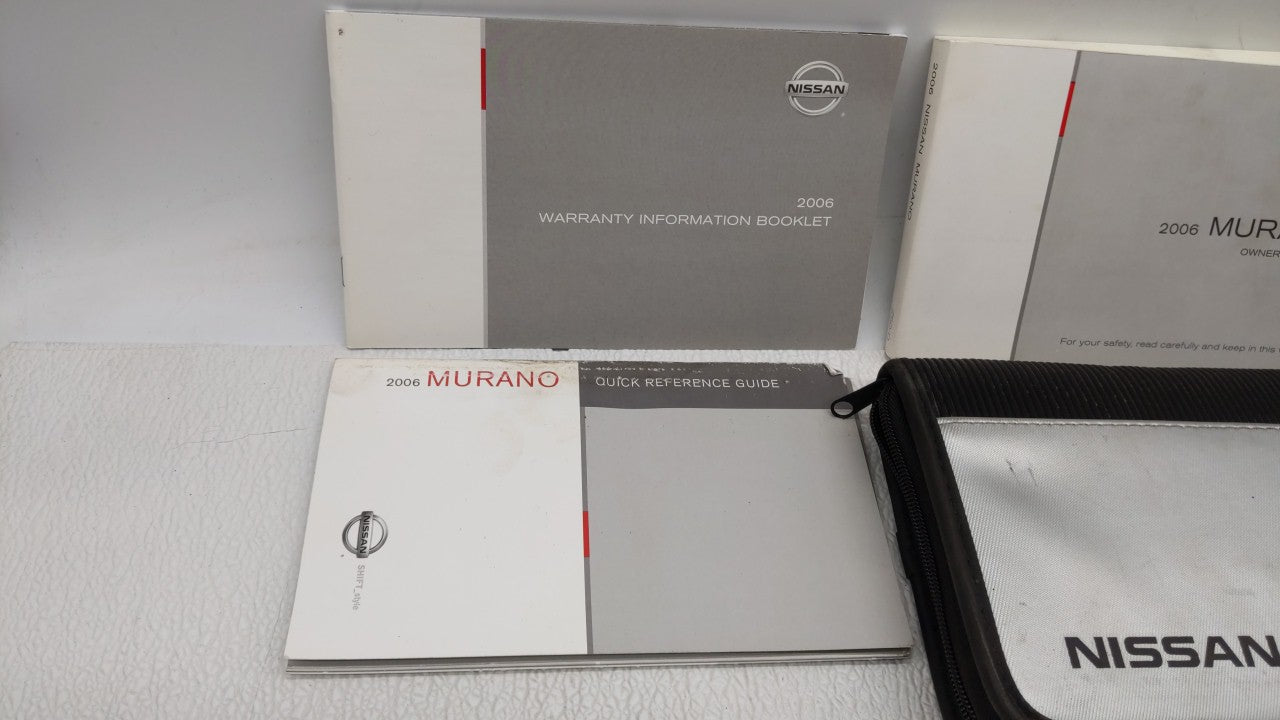 NISSAN
2006
WARRANTY INFORMATION BOOKLET
2006 NISSAN MURANO
2006 MURA
OWNER
For your safety, read carefully and keep in this
2006 MURANO QUICK REFERENCE GUIDE
NISSAN
SHIFT_style
NISSAN